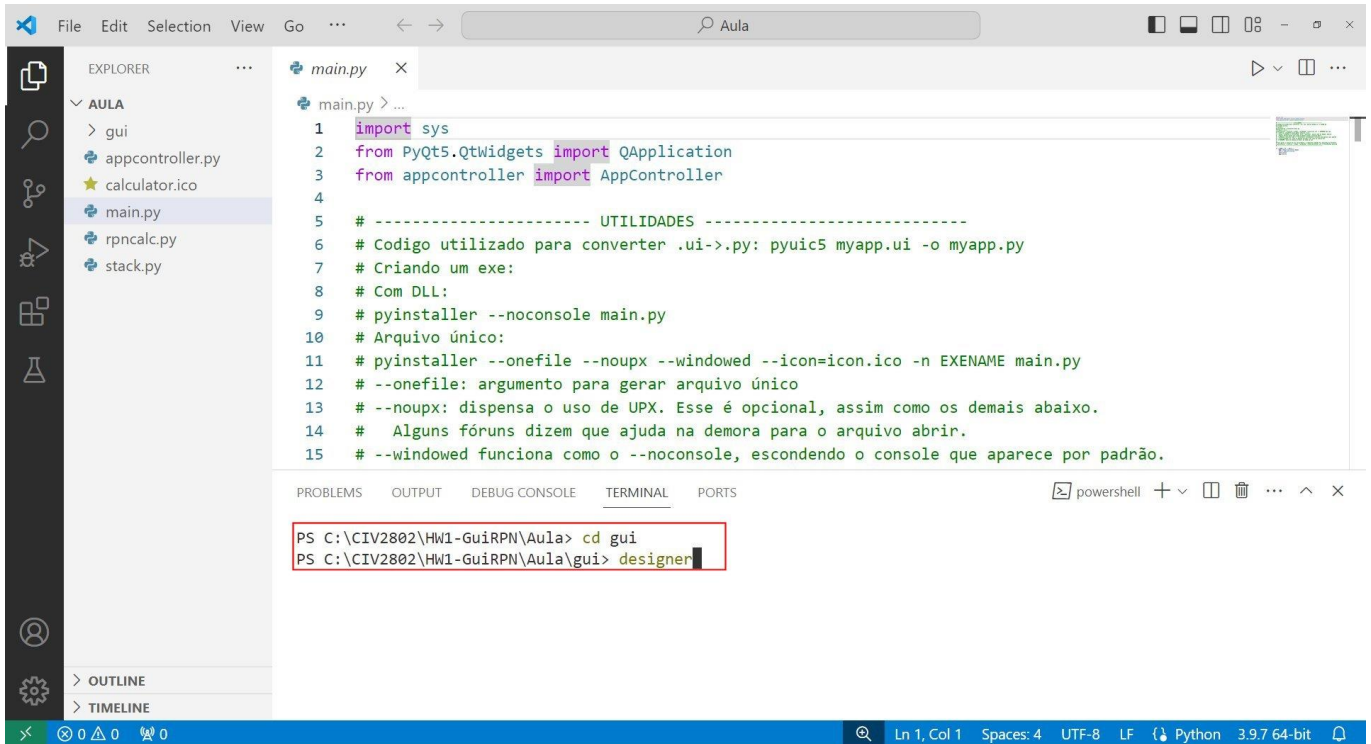 File Edit Selection View Go ··· ← → Aula
EXPLORER ···
AULA
gui
appcontroller.py
calculator.ico
main.py
rpncalc.py
stack.py
OUTLINE
TIMELINE
main.py ×
main.py > ...
1 import sys
2 from PyQt5.QtWidgets import QApplication
3 from appcontroller import AppController
4
5 # ----------------------- UTILIDADES ----------------------------
6 # Codigo utilizado para converter .ui->.py: pyuic5 myapp.ui -o myapp.py
7 # Criando um exe:
8 # Com DLL:
9 # pyinstaller --noconsole main.py
10 # Arquivo único:
11 # pyinstaller --onefile --noupx --windowed --icon=icon.ico -n EXENAME main.py
12 # --onefile: argumento para gerar arquivo único
13 # --noupx: dispensa o uso de UPX. Esse é opcional, assim como os demais abaixo.
14 #   Alguns fóruns dizem que ajuda na demora para o arquivo abrir.
15 # --windowed funciona como o --noconsole, escondendo o console que aparece por padrão.
PROBLEMS OUTPUT DEBUG CONSOLE TERMINAL PORTS powershell
PS C:\CIV2802\HW1-GuiRPN\Aula> cd gui
PS C:\CIV2802\HW1-GuiRPN\Aula\gui> designer
0 0 0 Ln 1, Col 1 Spaces: 4 UTF-8 LF Python 3.9.7 64-bit